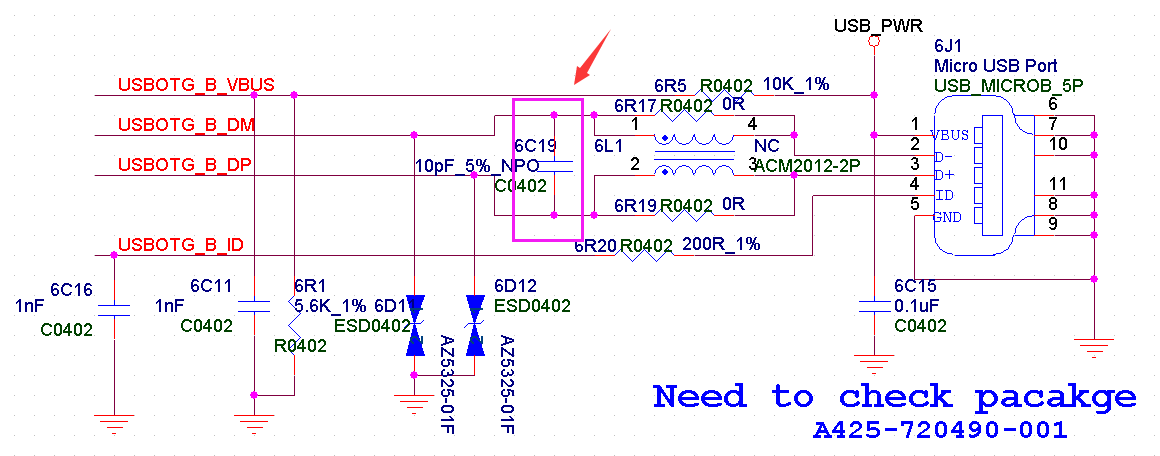 USB_PWR
6J1
Micro USB Port
USB_MICROB_5P
USBOTG_B_VBUS
6R5 R0402 10K_1%
6R17 R0402 0R
USBOTG_B_DM
1 4
6C19
6L1
NC
USBOTG_B_DP
10pF_5%_NPO
2 3
ACM2012-2P
C0402
6R19 R0402 0R
USBOTG_B_ID
6R20 R0402 200R_1%
1 VBUS
2 D-
3 D+
4 ID
5 GND
6
7
10
11
8
9
6C16
1nF
C0402
6C11
1nF
C0402
6R1
5.6K_1%
R0402
6D11
ESD0402
AZ5325-01F
6D12
ESD0402
AZ5325-01F
6C15
0.1uF
C0402
Need to check pacakge
A425-720490-001